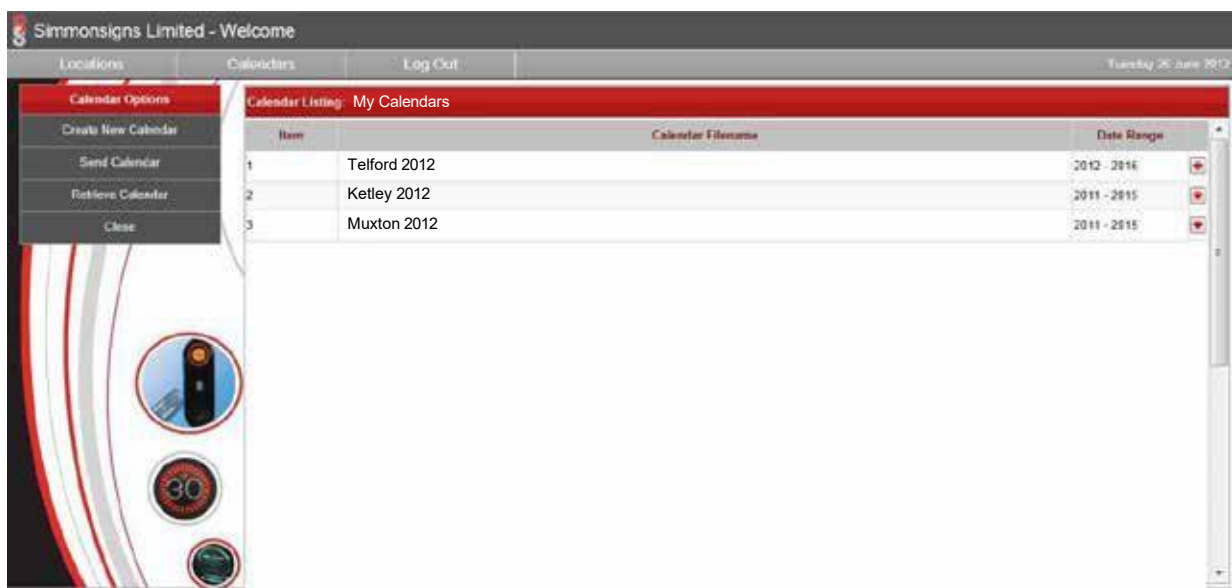 Simmonsigns Limited - Welcome
Locations Calendars Log Out Tuesday 26 June 2012
Calendar Options
Create New Calendar
Send Calendar
Retrieve Calendar
Close
Calendar Listing: My Calendars
Item Calendar Filename Date Range
1 Telford 2012 2012 - 2016
2 Ketley 2012 2011 - 2015
3 Muxton 2012 2011 - 2015
30